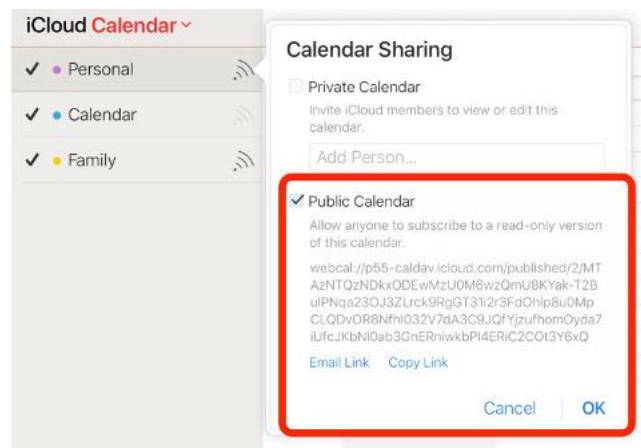 iCloud Calendar
Calendar Sharing
Personal
Private Calendar
Invite iCloud members to view or edit this
calendar.
Calendar
Add Person...
Family
Public Calendar
Allow anyone to subscribe to a read-only version
of this calendar.
webcal://p55-caldav.icloud.com/published/2/MT
AzNTQzNDkxODEwMzU0M6wzQmU8KYak-T2B
ulPNqa23OJ3ZLrck9RgGT31i2r3FdOhlp8u0Mp
CLQDvOR8Nfhl032V7dA3C9JQfYjzufhomOyda7
iUfcJKbNl0ab3GnERniwkbPl4ERiC2COt3Y6xQ
Email Link Copy Link
Cancel OK